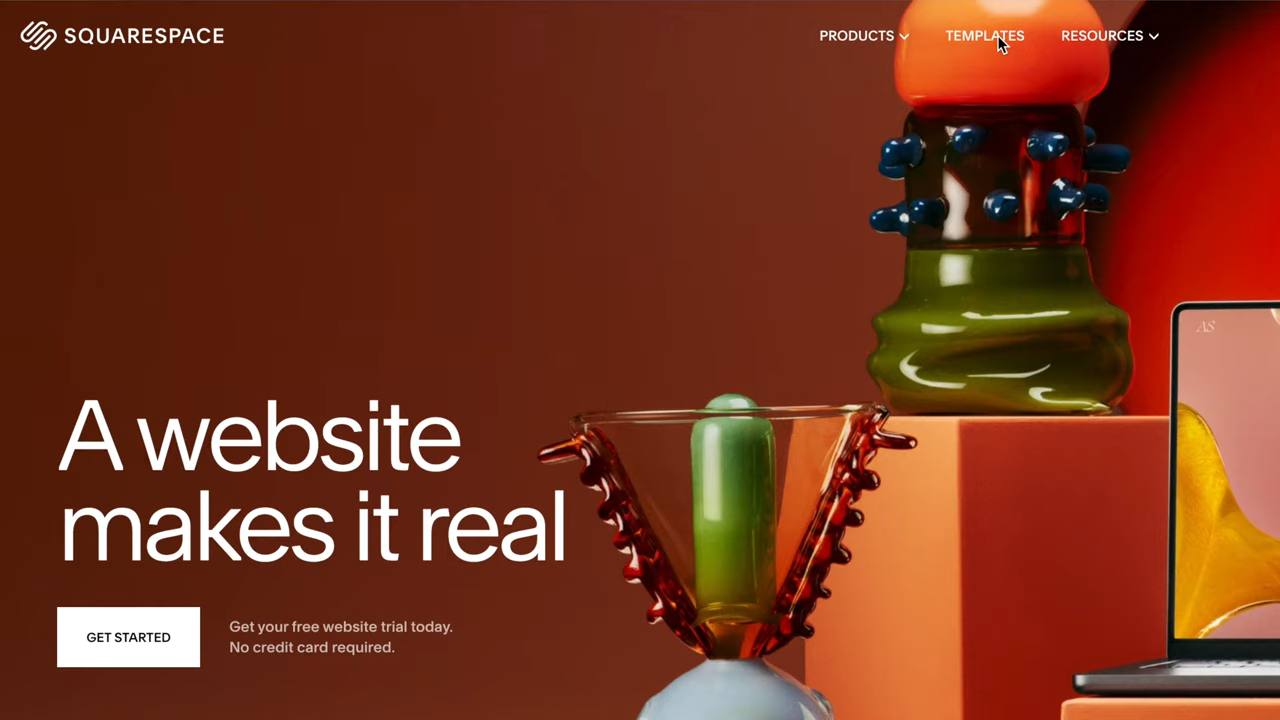 SQUARESPACE
PRODUCTS
TEMPLATES
RESOURCES
AS
A website
makes it real
GET STARTED
Get your free website trial today.
No credit card required.